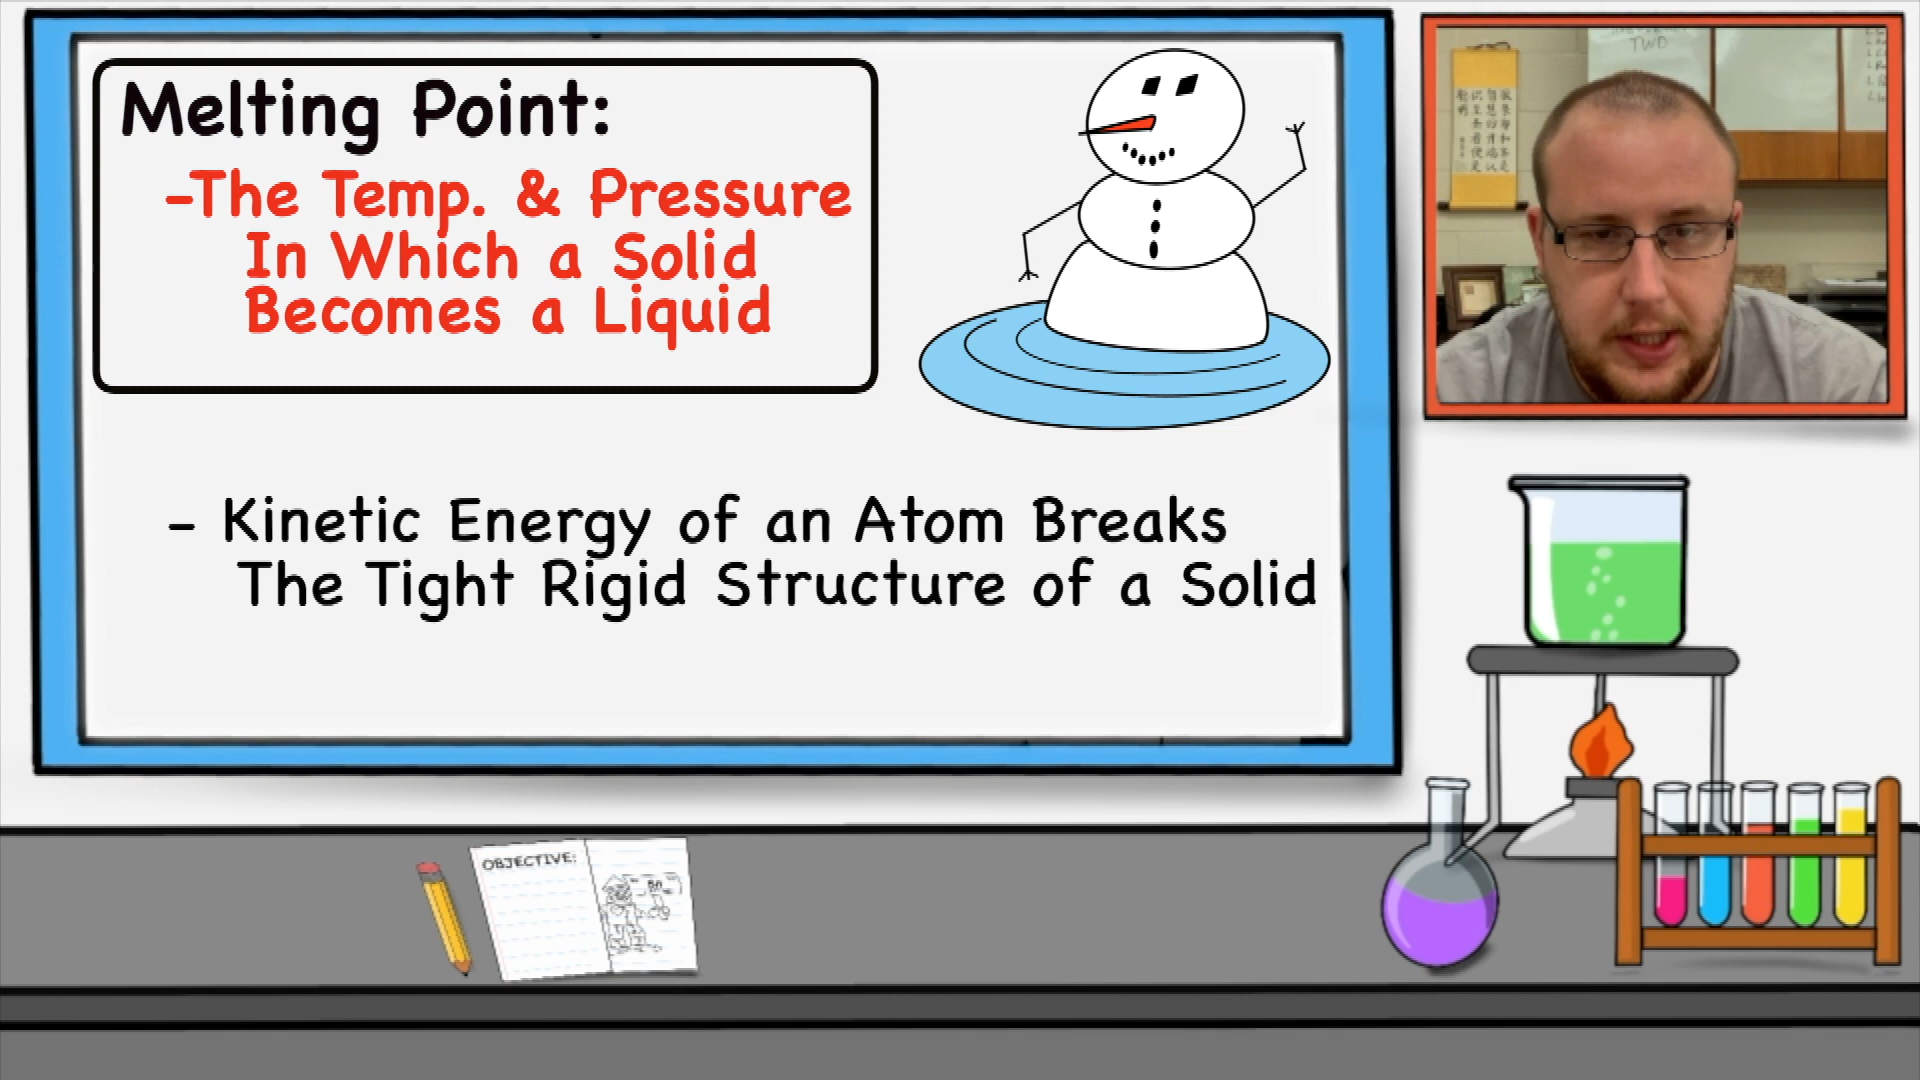 Melting Point:
-The Temp. & Pressure
In Which a Solid
Becomes a Liquid
- Kinetic Energy of an Atom Breaks
The Tight Rigid Structure of a Solid
TWD
OBJECTIVE: